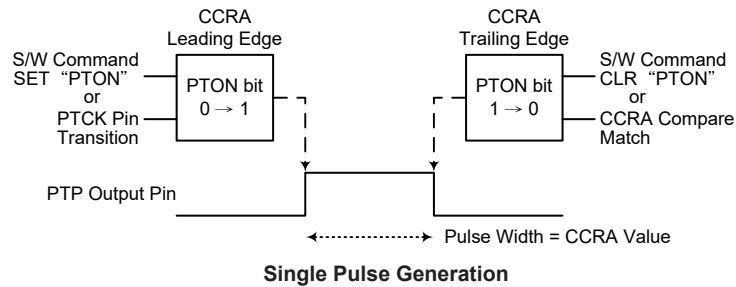 CCRA
Leading Edge
CCRA
Trailing Edge
S/W Command
SET “PTON”
or
PTCK Pin
Transition
PTON bit
0 → 1
PTON bit
1 → 0
S/W Command
CLR “PTON”
or
CCRA Compare
Match
PTP Output Pin
Pulse Width = CCRA Value
Single Pulse Generation